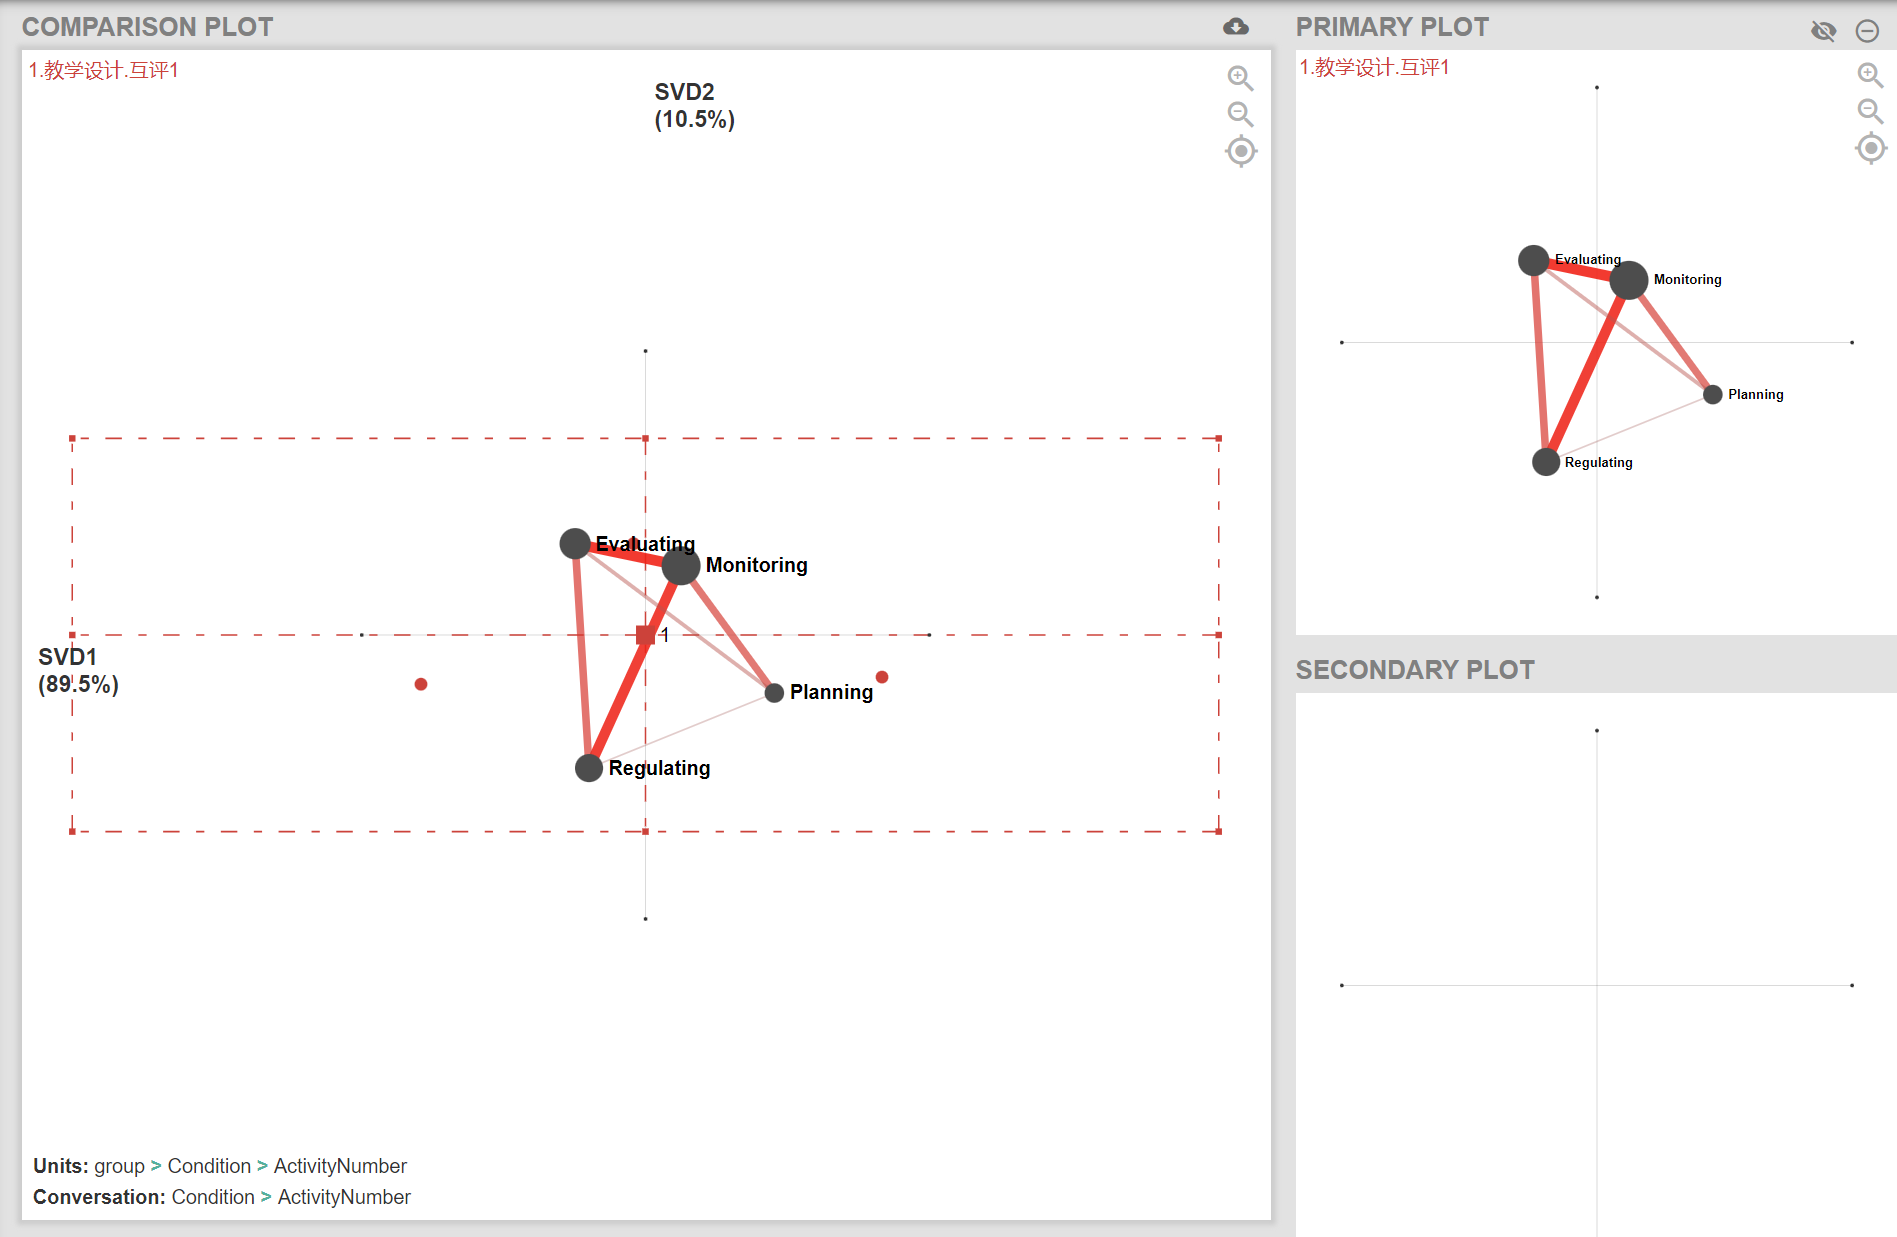 COMPARISON PLOT
1.教学设计.互评1
SVD2
(10.5%)
Evaluating
Monitoring
1
SVD1
(89.5%)
Planning
Regulating
Units: group > Condition > ActivityNumber
Conversation: Condition > ActivityNumber
PRIMARY PLOT
1.教学设计.互评1
Evaluating
Monitoring
Planning
Regulating
SECONDARY PLOT